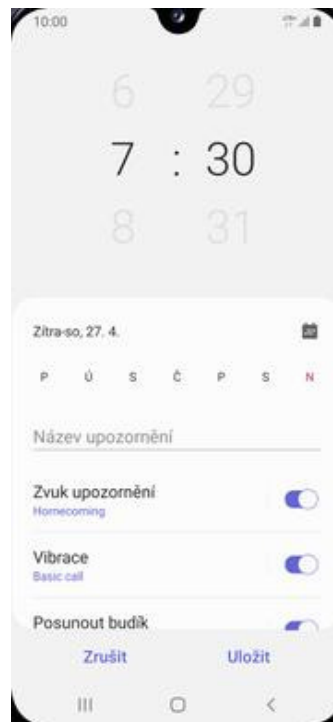 10:00
6 29
7 : 30
8 31
Zítra-so, 27. 4.
P Ú S Č P S N
Název upozornění
Zvuk upozornění
Homecoming
Vibrace
Basic call
Posunout budík
Zrušit Uložit